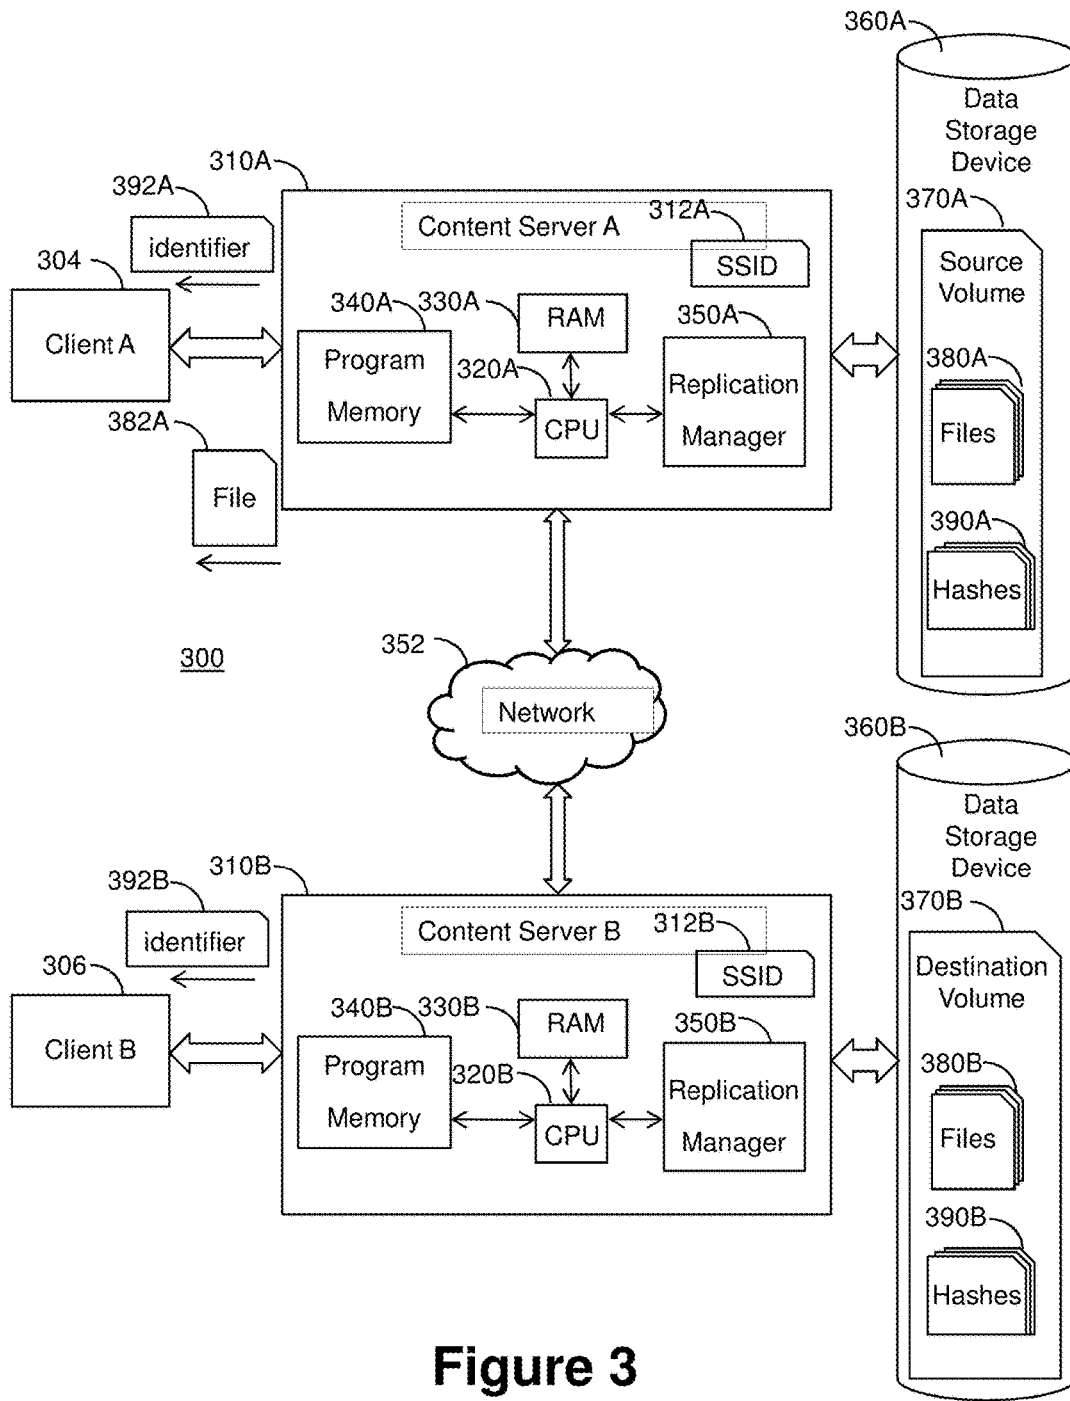 360A
Data
Storage
Device
310A
392A
identifier
304
Client A
382A
File
Content Server A
312A
SSID
340A
Program
Memory
330A
RAM
320A
CPU
350A
Replication
Manager
370A
Source
Volume
380A
Files
390A
Hashes
300
352
Network
360B
Data
Storage
Device
310B
392B
identifier
306
Client B
Content Server B
312B
SSID
340B
Program
Memory
330B
RAM
320B
CPU
350B
Replication
Manager
370B
Destination
Volume
380B
Files
390B
Hashes
Figure 3